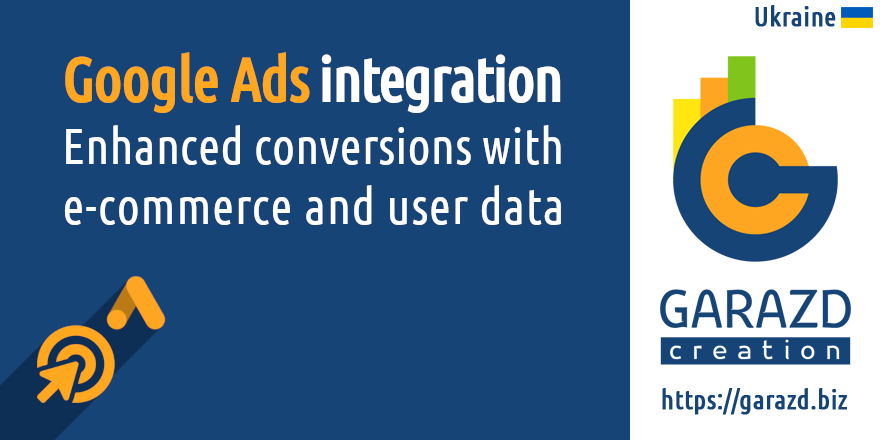 Google Ads integration
Enhanced conversions with
e-commerce and user data
Ukraine
GARAZD
creation
https://garazd.biz